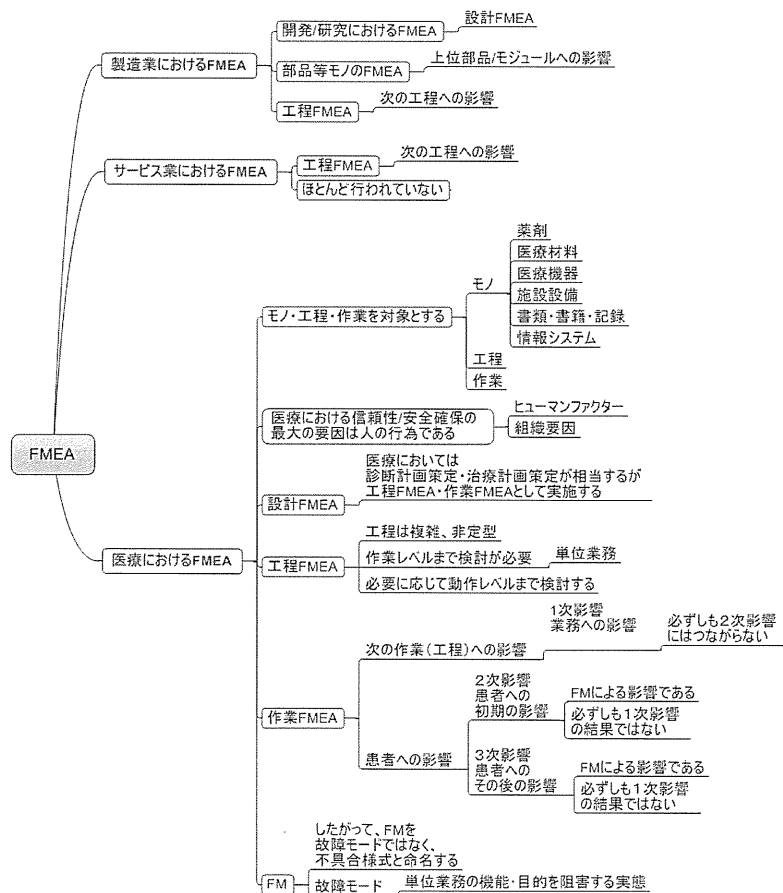 FMEA
製造業におけるFMEA
開発/研究におけるFMEA
設計FMEA
部品等モノのFMEA
上位部品/モジュールへの影響
工程FMEA
次の工程への影響
サービス業におけるFMEA
工程FMEA
次の工程への影響
ほとんど行われていない
医療におけるFMEA
モノ・工程・作業を対象とする
モノ
薬剤
医療材料
医療機器
施設設備
書類・書籍・記録
情報システム
工程
作業
医療における信頼性/安全確保の
最大の要因は人の行為である
ヒューマンファクター
組織要因
設計FMEA
医療においては
診断計画策定・治療計画策定が相当するが
工程FMEA・作業FMEAとして実施する
工程FMEA
工程は複雑、非定型
作業レベルまで検討が必要
単位業務
必要に応じて動作レベルまで検討する
作業FMEA
次の作業(工程)への影響
1次影響
業務への影響
必ずしも2次影響
にはつながらない
患者への影響
2次影響
患者への
初期の影響
FMによる影響である
必ずしも1次影響
の結果ではない
3次影響
患者への
その後の影響
FMによる影響である
必ずしも1次影響
の結果ではない
FM
したがって、FMを
故障モードではなく、
不具合様式と命名する
故障モード
単位業務の機能・目的を阻害する実態